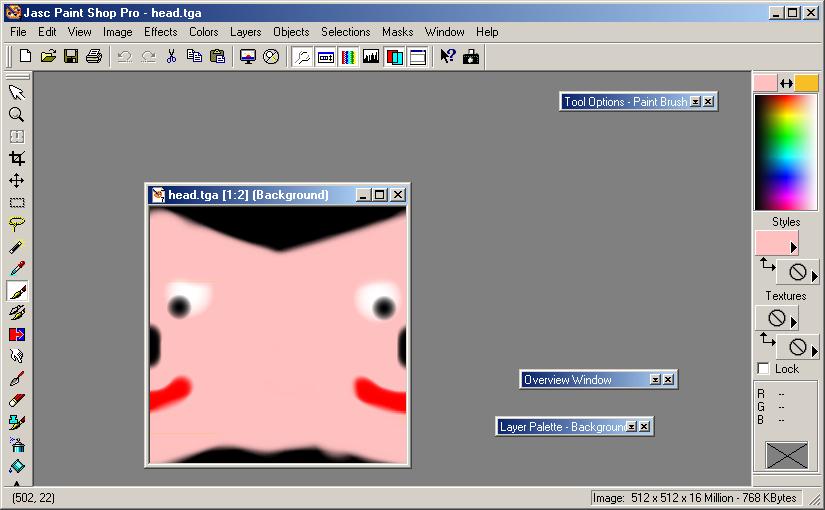 Jasc Paint Shop Pro - head.tga
File Edit View Image Effects Colors Layers Objects Selections Masks Window Help
Tool Options - Paint Brush
head.tga [1:2] (Background)
Styles
Textures
Lock
Overview Window
R --
G --
B --
Layer Palette - Background
(502, 22)
Image: 512 x 512 x 16 Million - 768 KBytes